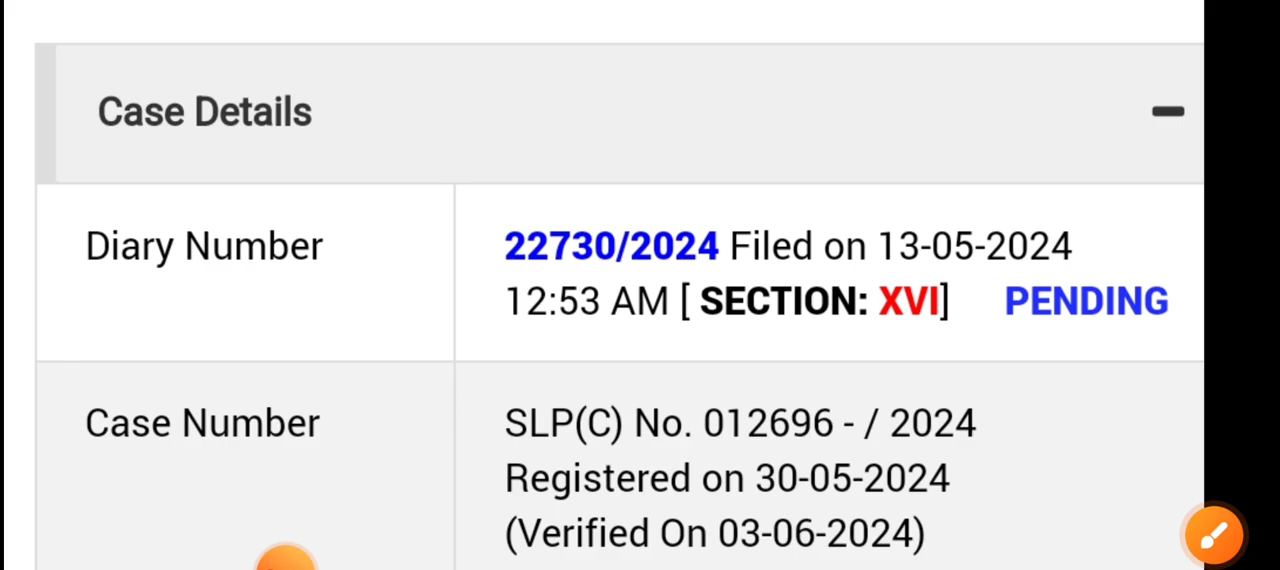 Case Details
Diary Number
22730/2024 Filed on 13-05-2024
12:53 AM [ SECTION: XVI] PENDING
Case Number
SLP(C) No. 012696 - / 2024
Registered on 30-05-2024
(Verified On 03-06-2024)